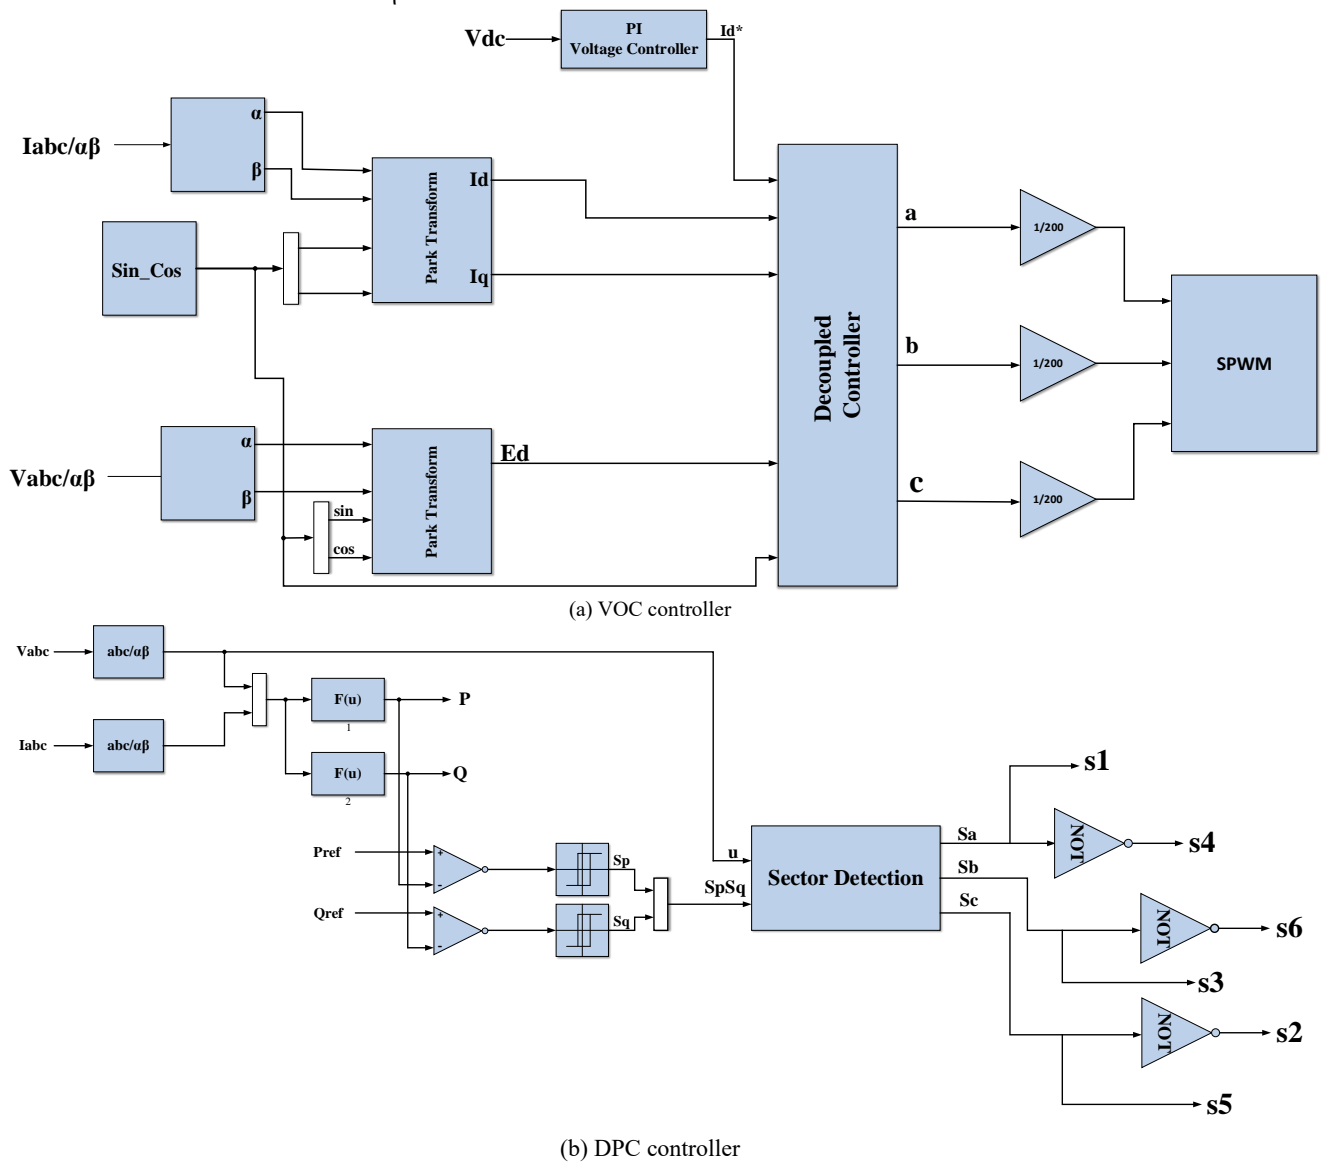 Vdc
PI
Voltage Controller
Id*
Iabc/αβ
α
β
Sin_Cos
Park Transform
Id
Iq
Vabc/αβ
α
β
sin
cos
Park Transform
Ed
Decoupled
Controller
a
b
c
1/200
1/200
1/200
SPWM
(a) VOC controller
Vabc
abc/αβ
Iabc
abc/αβ
F(u)
1
P
F(u)
2
Q
Pref
+
-
Sp
Qref
+
-
Sq
u
SpSq
Sector Detection
Sa
Sb
Sc
s1
NOT
s4
NOT
s6
s3
NOT
s2
s5
(b) DPC controller